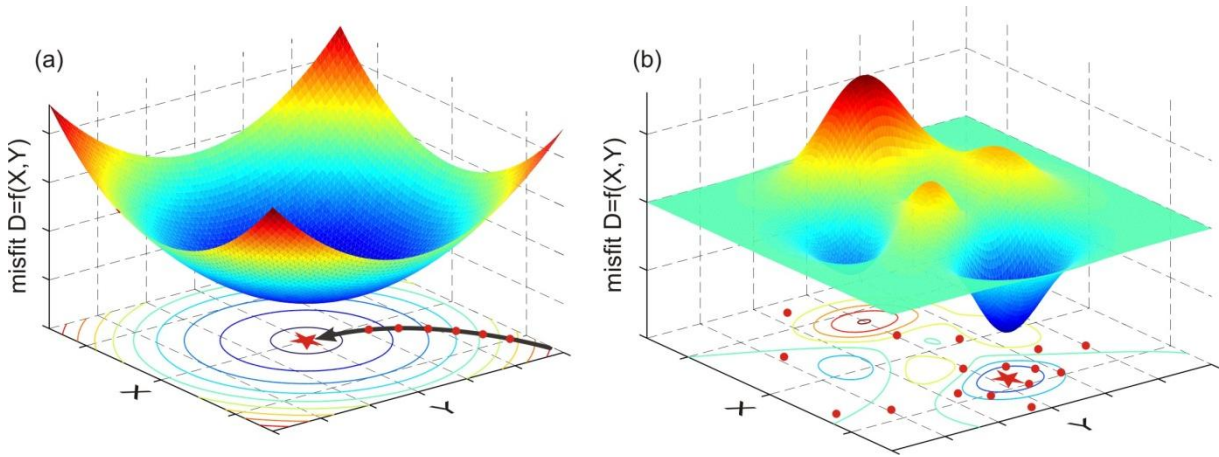 (a)
misfit D=f(X,Y)
X
Y
(b)
misfit D=f(X,Y)
X
Y